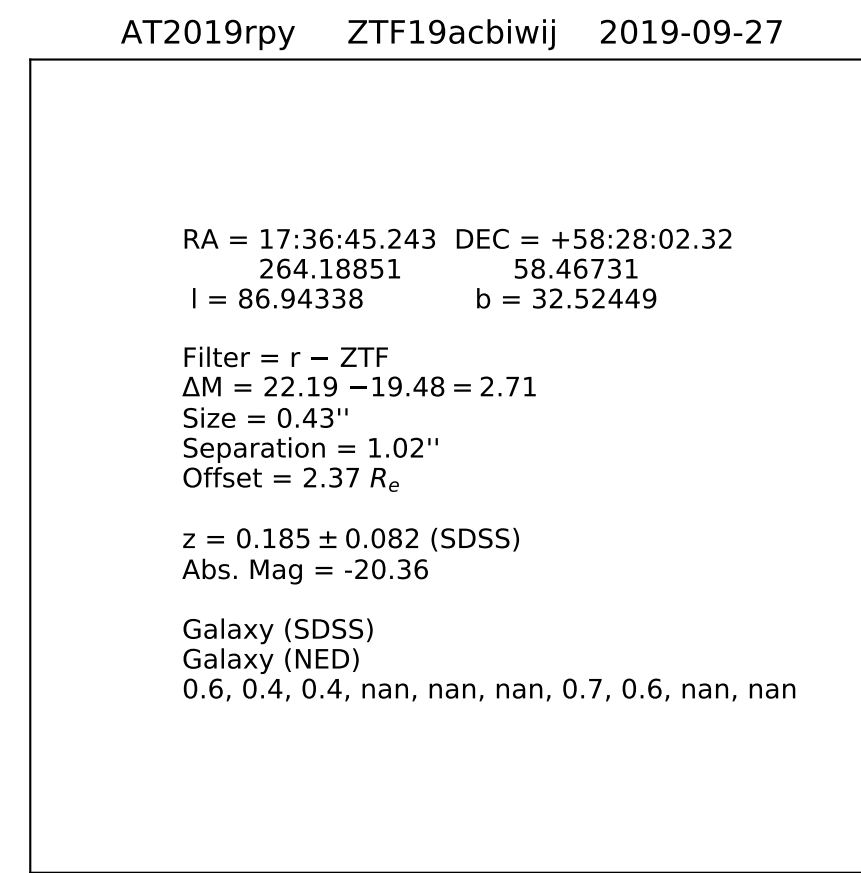 AT2019rpy ZTF19acbiwij 2019-09-27
RA = 17:36:45.243 DEC = +58:28:02.32
264.18851 58.46731
l = 86.94338 b = 32.52449
Filter = r − ZTF
ΔM = 22.19 −19.48 = 2.71
Size = 0.43''
Separation = 1.02''
Offset = 2.37 Rₑ
z = 0.185 ± 0.082 (SDSS)
Abs. Mag = -20.36
Galaxy (SDSS)
Galaxy (NED)
0.6, 0.4, 0.4, nan, nan, nan, 0.7, 0.6, nan, nan